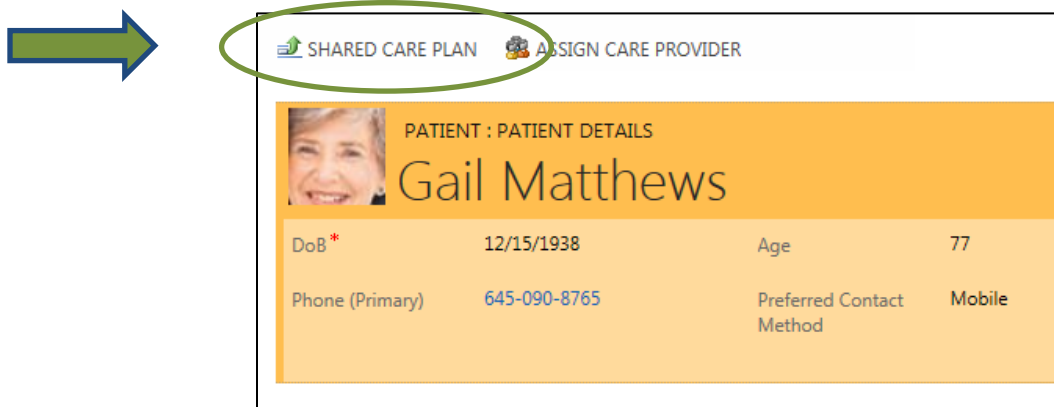 SHARED CARE PLAN ASSIGN CARE PROVIDER
PATIENT : PATIENT DETAILS
Gail Matthews
DoB* 12/15/1938 Age 77
Phone (Primary) 645-090-8765 Preferred Contact Mobile
Method